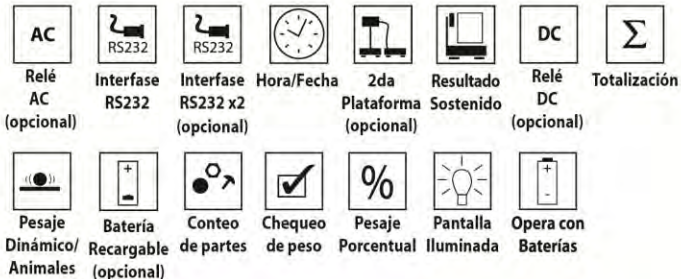 AC
RS232
RS232
DC
Σ
Relé
AC
(opcional)
Interfase
RS232
Interfase
RS232 x2
(opcional)
Hora/Fecha
2da
Plataforma
(opcional)
Resultado
Sostenido
Relé
DC
(opcional)
Totalización
+
%
+
-
Pesaje
Dinámico/
Animales
Batería
Recargable
(opcional)
Conteo
de partes
Chequeo
de peso
Pesaje
Porcentual
Pantalla
Iluminada
Opera con
Baterías